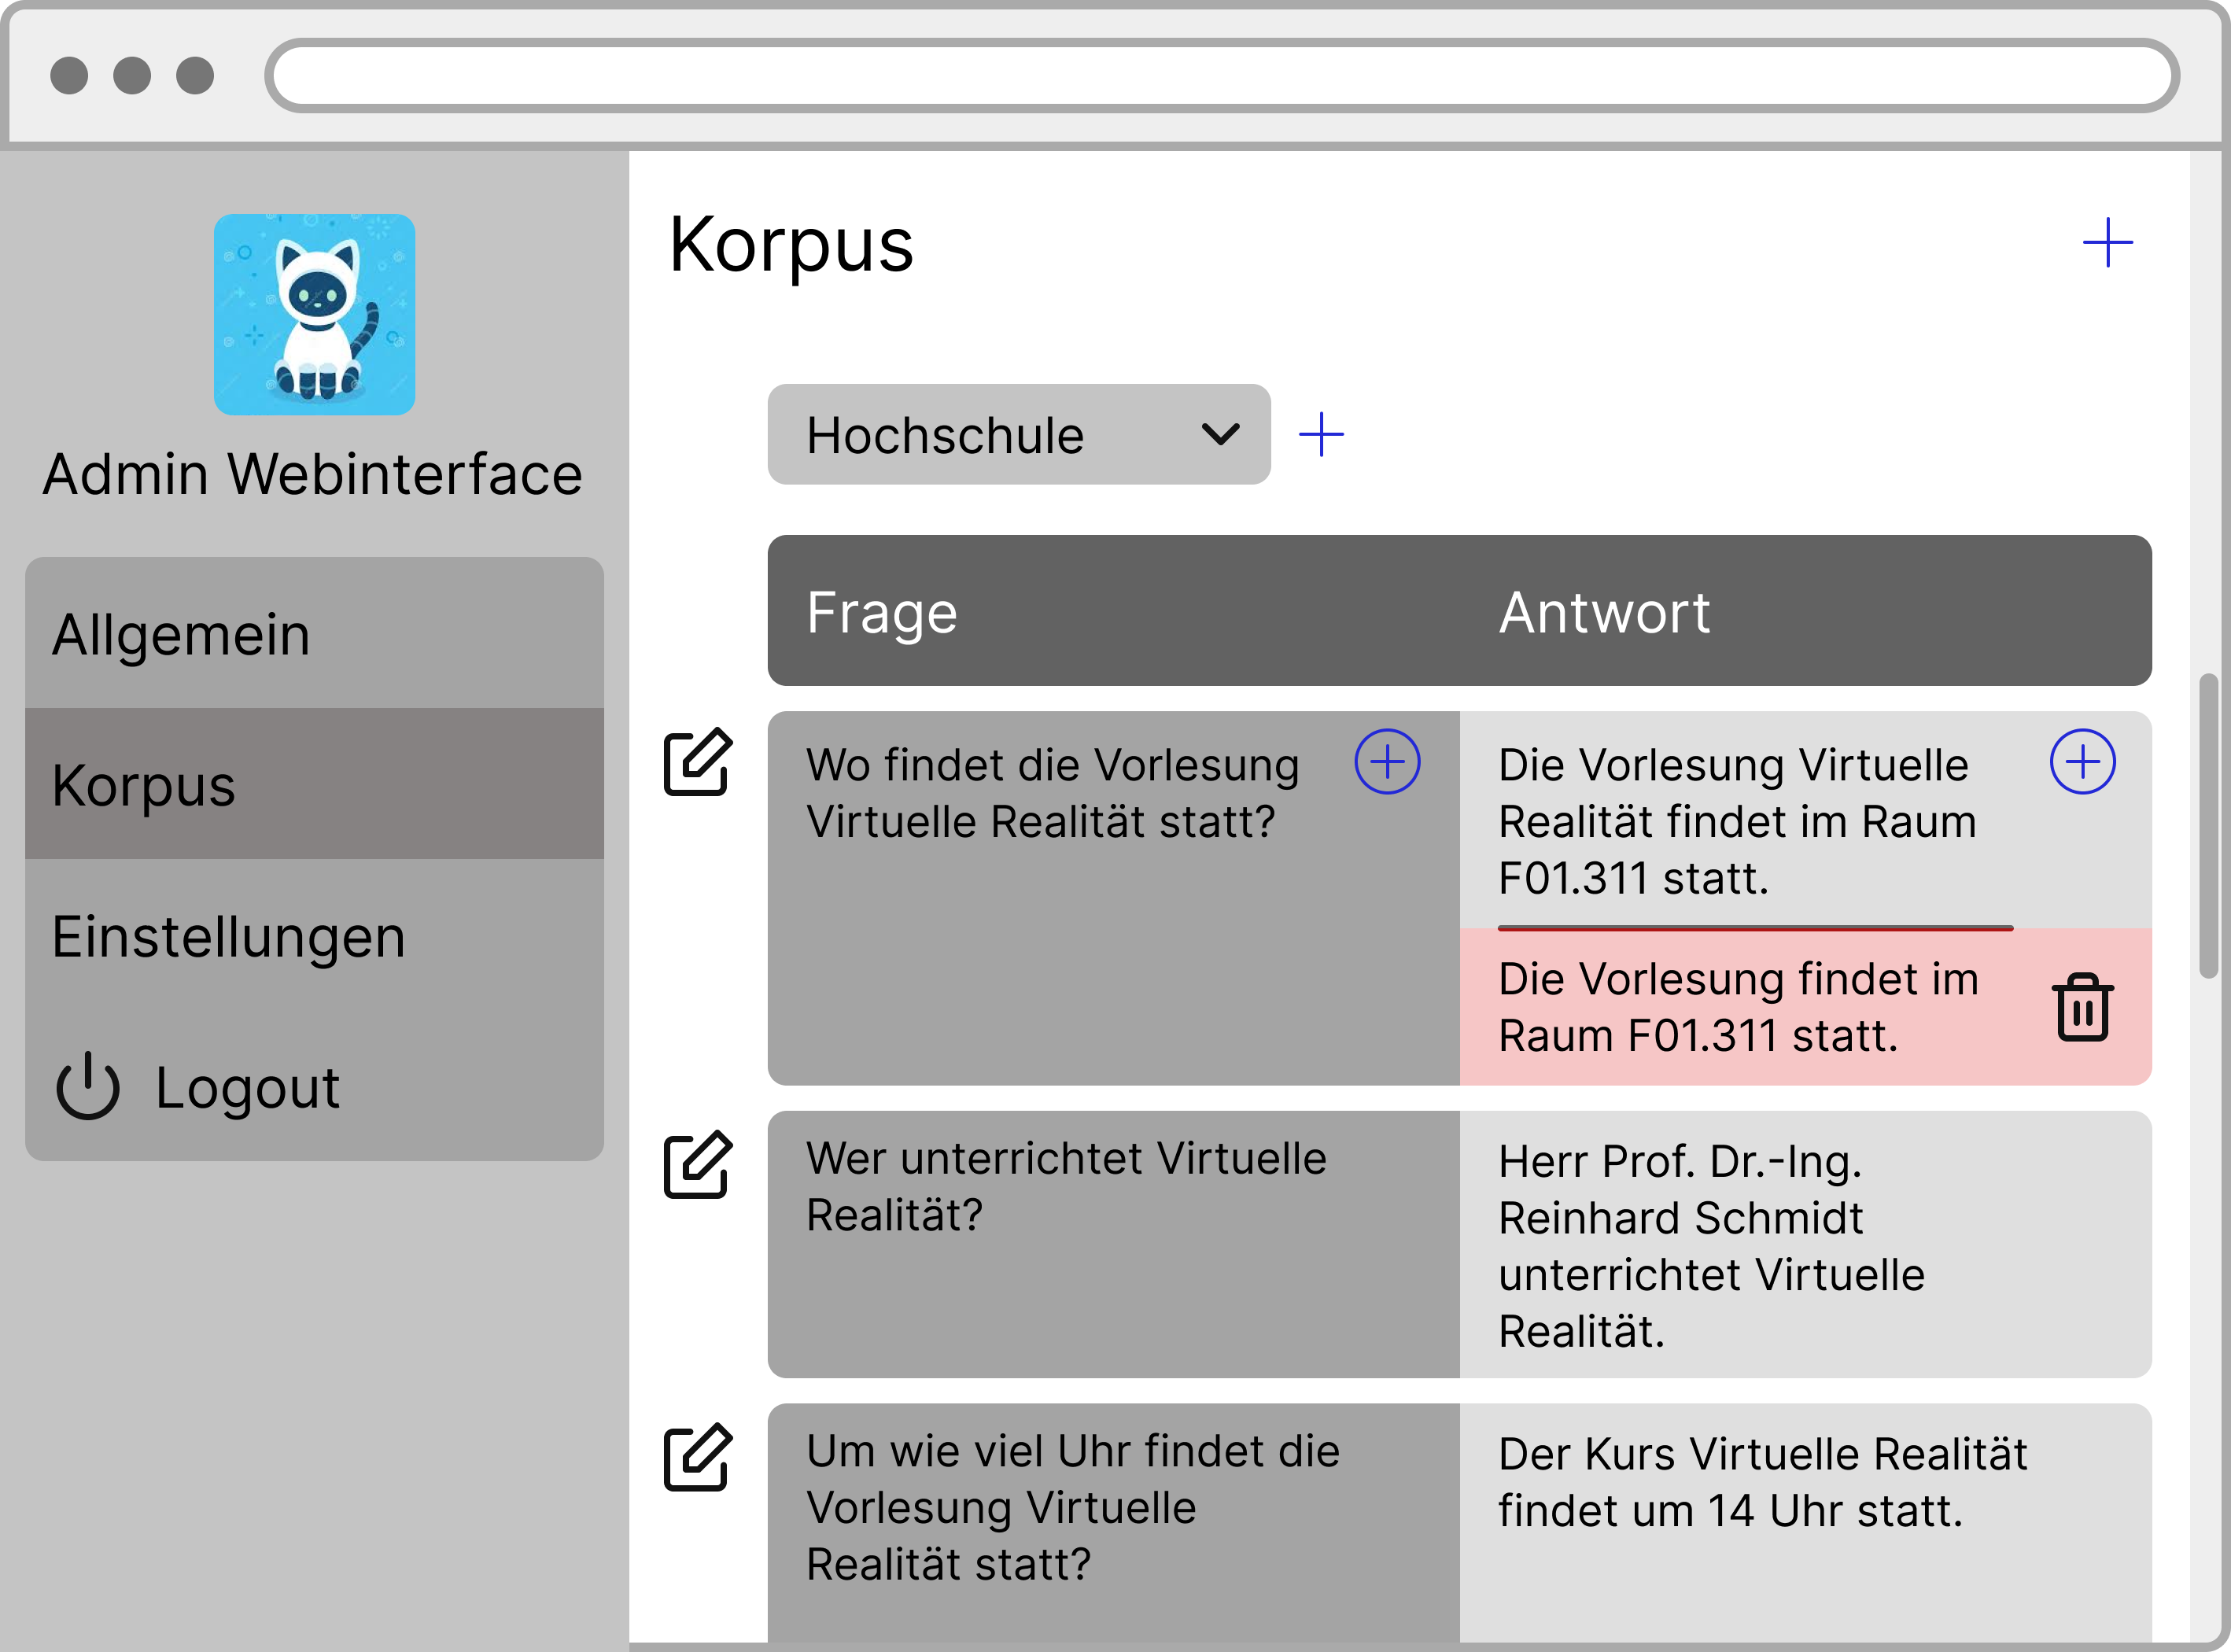 Korpus
Admin Webinterface
Allgemein
Korpus
Einstellungen
Logout
Hochschule
Frage
Antwort
Wo findet die Vorlesung
Virtuelle Realität statt?
Die Vorlesung Virtuelle
Realität findet im Raum
F01.311 statt.
Die Vorlesung findet im
Raum F01.311 statt.
Wer unterrichtet Virtuelle
Realität?
Herr Prof. Dr.-Ing.
Reinhard Schmidt
unterrichtet Virtuelle
Realität.
Um wie viel Uhr findet die
Vorlesung Virtuelle
Realität statt?
Der Kurs Virtuelle Realität
findet um 14 Uhr statt.